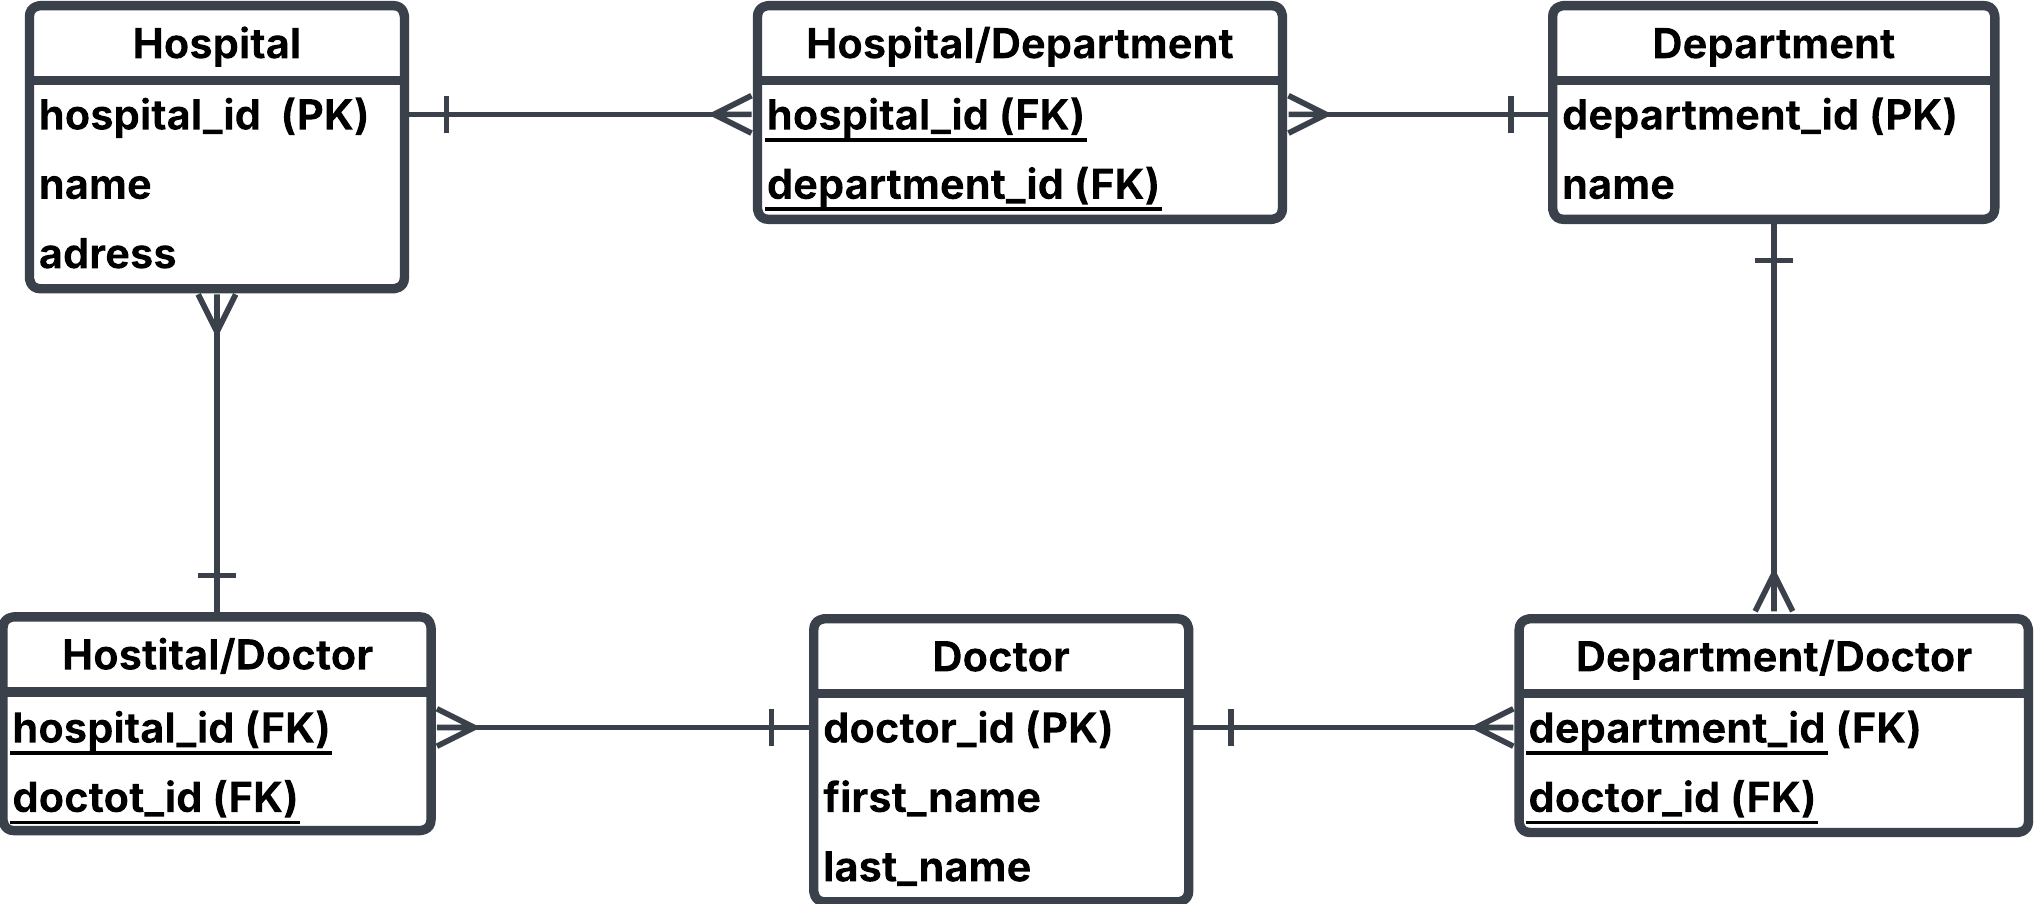 Hospital
hospital_id (PK)
name
adress
Hospital/Department
hospital_id (FK)
department_id (FK)
Department
department_id (PK)
name
Hostital/Doctor
hospital_id (FK)
doctot_id (FK)
Doctor
doctor_id (PK)
first_name
last_name
Department/Doctor
department_id (FK)
doctor_id (FK)